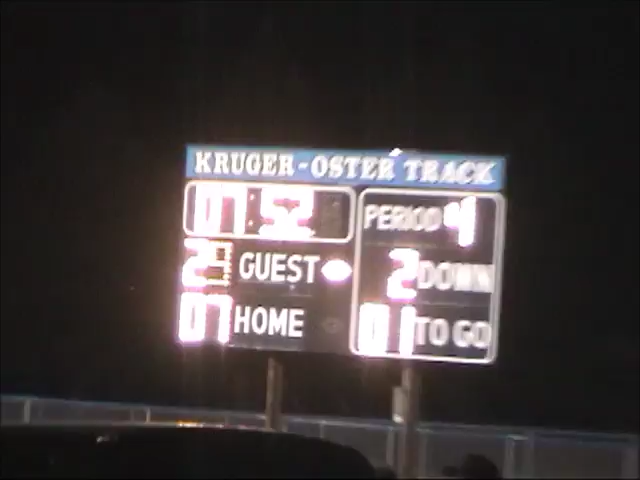 KRUGER-OSTER TRACK
07:52 PERIOD 4
GUEST 2 DOWN
07 HOME 01 TO GO